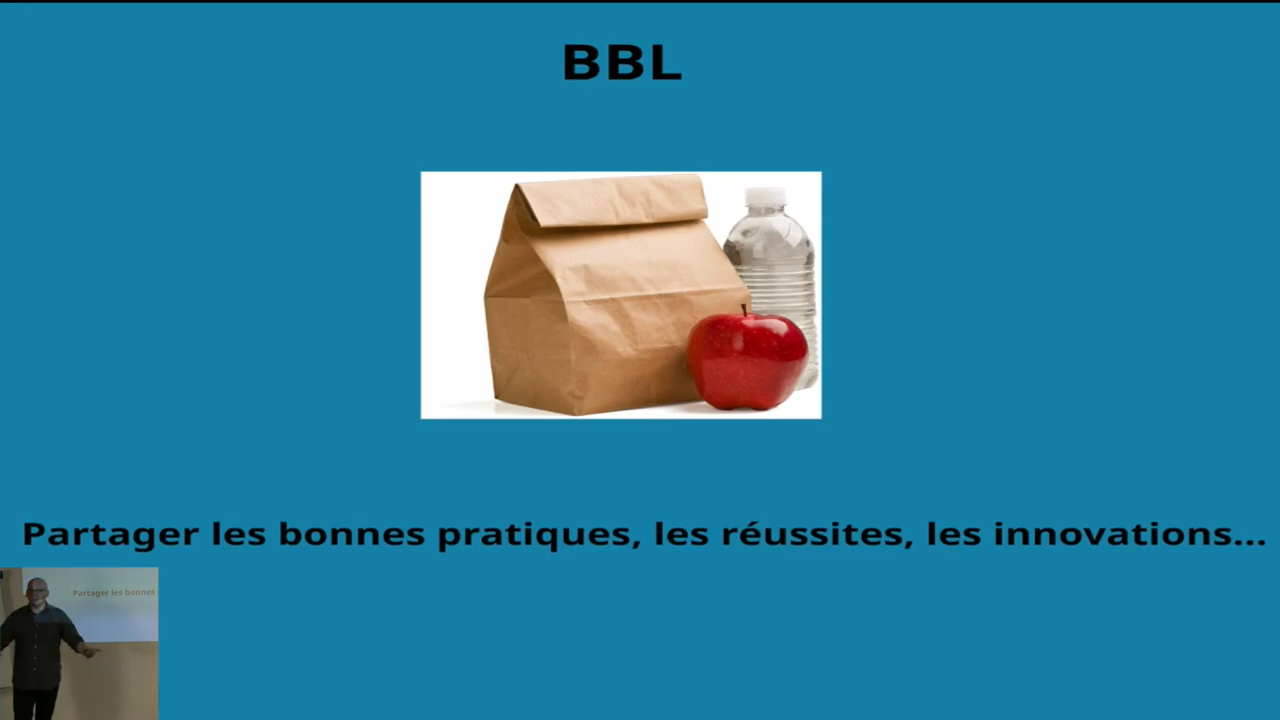 BBL
Partager les bonnes pratiques, les réussites, les innovations...
Partager les bonnes